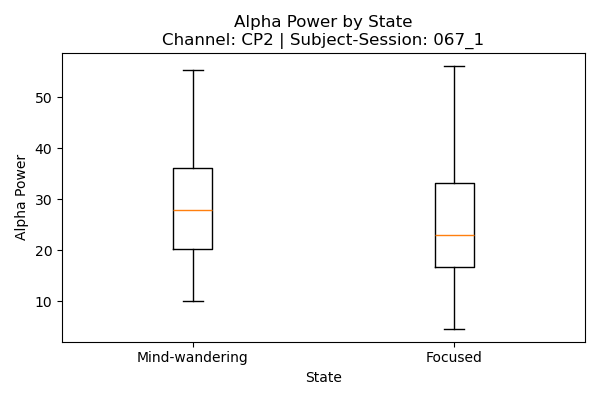 Alpha Power by State
Channel: CP2 | Subject-Session: 067_1
50
40
30
20
10
Alpha Power
Mind-wandering
Focused
State